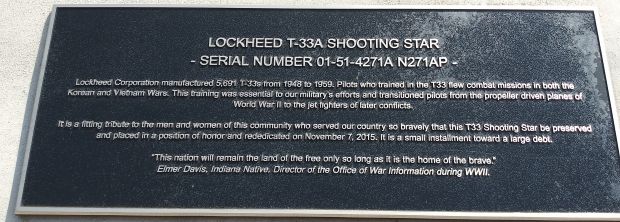 LOCKHEED T-33A SHOOTING STAR
- SERIAL NUMBER 01-51-4271A N271AP -
Lockheed Corporation manufactured 5,691 T-33s from 1948 to 1959. Pilots who trained in the T33 flew combat missions in both the
Korean and Vietnam Wars. This training was essential to our military's efforts and transitioned pilots from the propeller driven planes of
World War II to the jet fighters of later conflicts.
It is a fitting tribute to the men and women of this community who served our country so bravely that this T33 Shooting Star be preserved
and placed in a position of honor and rededicated on November 7, 2015. It is a small installment toward a large debt.
"This nation will remain the land of the free only so long as it is the home of the brave."
Elmer Davis, Indiana Native, Director of the Office of War Information during WWII.